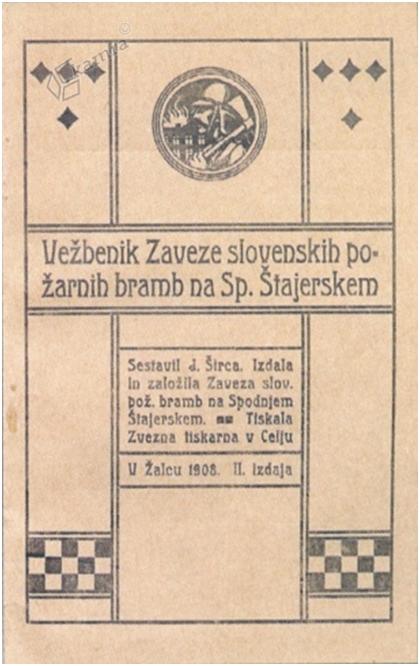 kamra ©
Vežbenik Zaveze slovenskih po-
žarnih bramb na Sp. Štajerskem
Sestavil J. Širca. Izdala
in založila Zaveza slov.
pož. bramb na Spodnjem
Štajerskem. == Tiskala
Zvezna tiskarna v Celju
V Žalcu 1908. II. izdaja